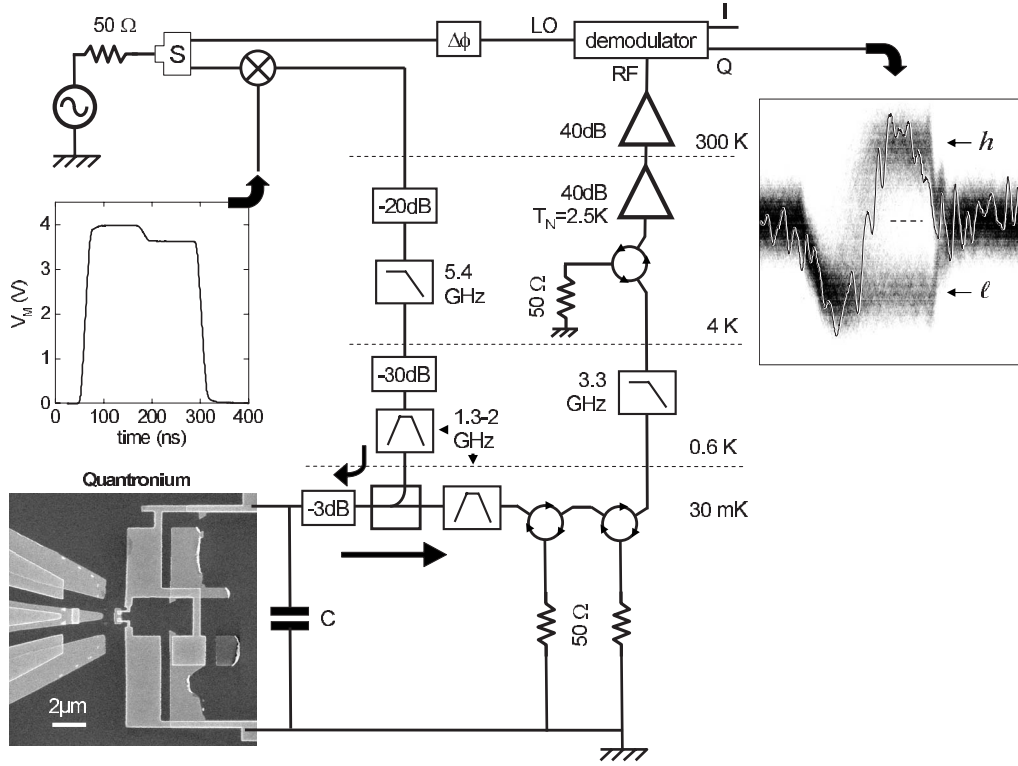 50 Ω
S
Δϕ
LO
demodulator
I
Q
RF
40dB
300 K
h
ℓ
40dB
T_N=2.5K
-20dB
5.4
GHz
50 Ω
4 K
V_M (V)
4
3
2
1
0
0 100 200 300 400
time (ns)
-30dB
3.3
GHz
1.3-2
GHz
0.6 K
Quantronium
-3dB
30 mK
C
50 Ω
2µm